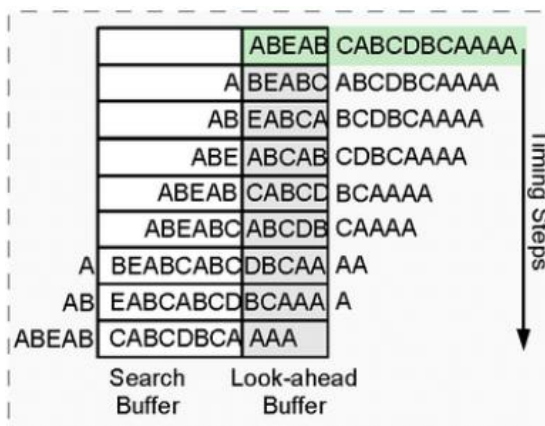 ABEAB CABCDBCAAAA
A BEABC ABCDBCAAAA
AB EABCA BCDBCAAAA
ABE ABCAB CDBCAAAA
ABEAB CABCD BCAAAA
ABEABC ABCDB CAAAA
A BEABCABC DBCAA AA
AB EABCABCD BCAAA A
ABEAB CABCDBCA AAA
Search Buffer
Look-ahead Buffer
Timing Steps